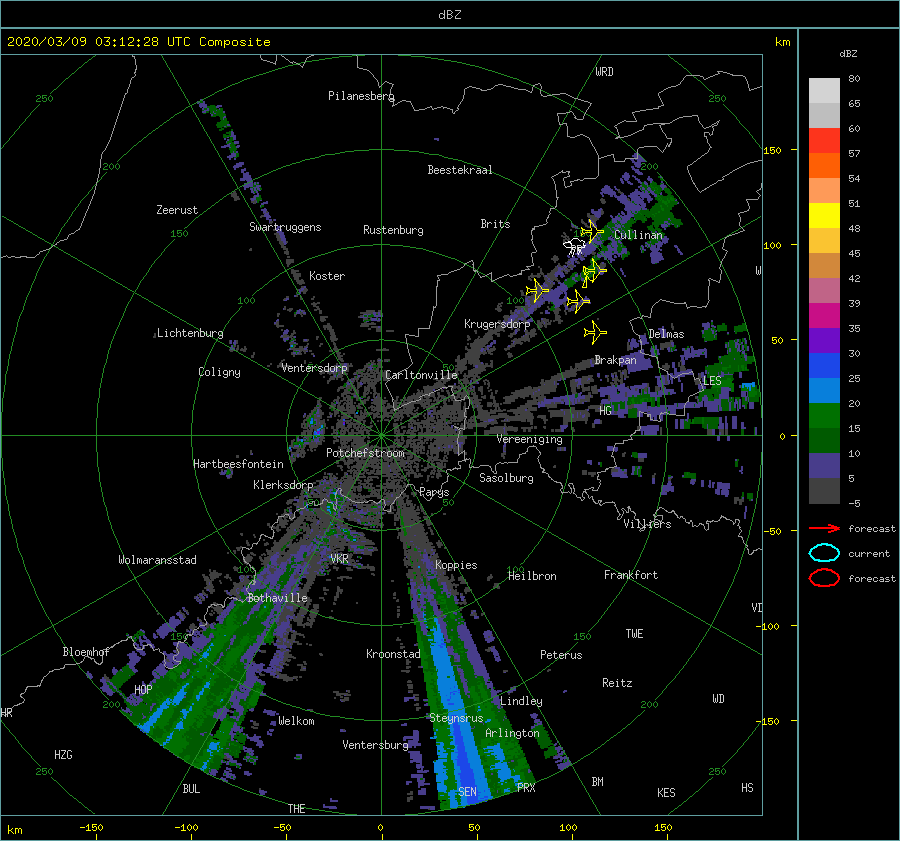 dBZ
2020/03/09 03:12:28 UTC Composite
km
dBZ
WRD
80
250
Pilanesberg
250
65
60
150
57
200
Beestekraal
200
54
Zeerust
51
Swartruggens
Rustenburg
Brits
Cullinan
150
48
100
45
Koster
W
42
100
100
39
Krugersdorp
35
Lichtenburg
Delmas
50
30
Coligny
Ventersdorp
Carltonville
Brakpan
50
LES
25
HG
20
Vereeniging
0
15
Potchefstroom
10
Hartbeesfontein
Klerksdorp
Parys
Sasolburg
5
50
50
-5
Villiers
-50
forecast
Wolmaransstad
VKR
Koppies
current
100
Bothaville
100
Heilbron
Frankfort
forecast
VD
-100
150
150
TWE
Bloemhof
Kroonstad
Peterus
HOP
Reitz
200
Lindley
200
WD
HR
Welkom
Steynsrus
-150
Arlington
HZG
Ventersburg
250
250
BUL
SEN
PRX
BM
KES
HS
THE
km
-150
-100
-50
0
50
100
150